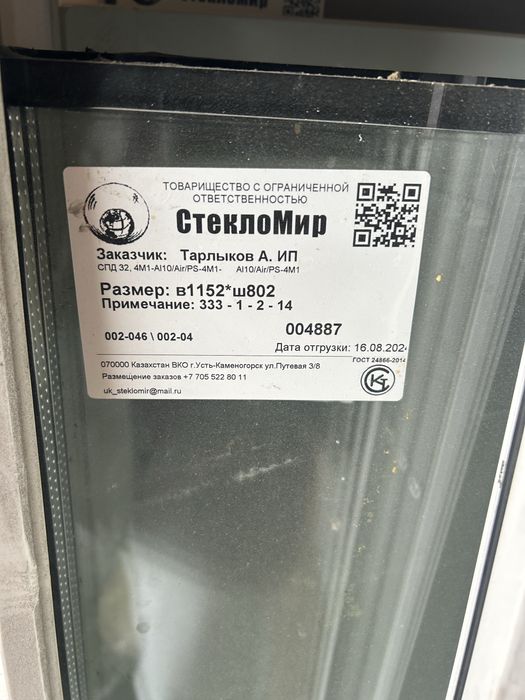 СтеклоМир
ТОВАРИЩЕСТВО С ОГРАНИЧЕННОЙ
ОТВЕТСТВЕННОСТЬЮ
СтеклоМир
Заказчик: Тарлыков А. ИП
СПД 32, 4М1-Al10/Air/PS-4М1- Al10/Air/PS-4М1
Размер: в1152*ш802
Примечание: 333 - 1 - 2 - 14
004887
002-046 \ 002-04
Дата отгрузки: 16.08.2024
ГОСТ 24866-2014
070000 Казахстан ВКО г.Усть-Каменогорск ул.Путевая 3/8
Размещение заказов +7 705 522 80 11
uk_steklomir@mail.ru